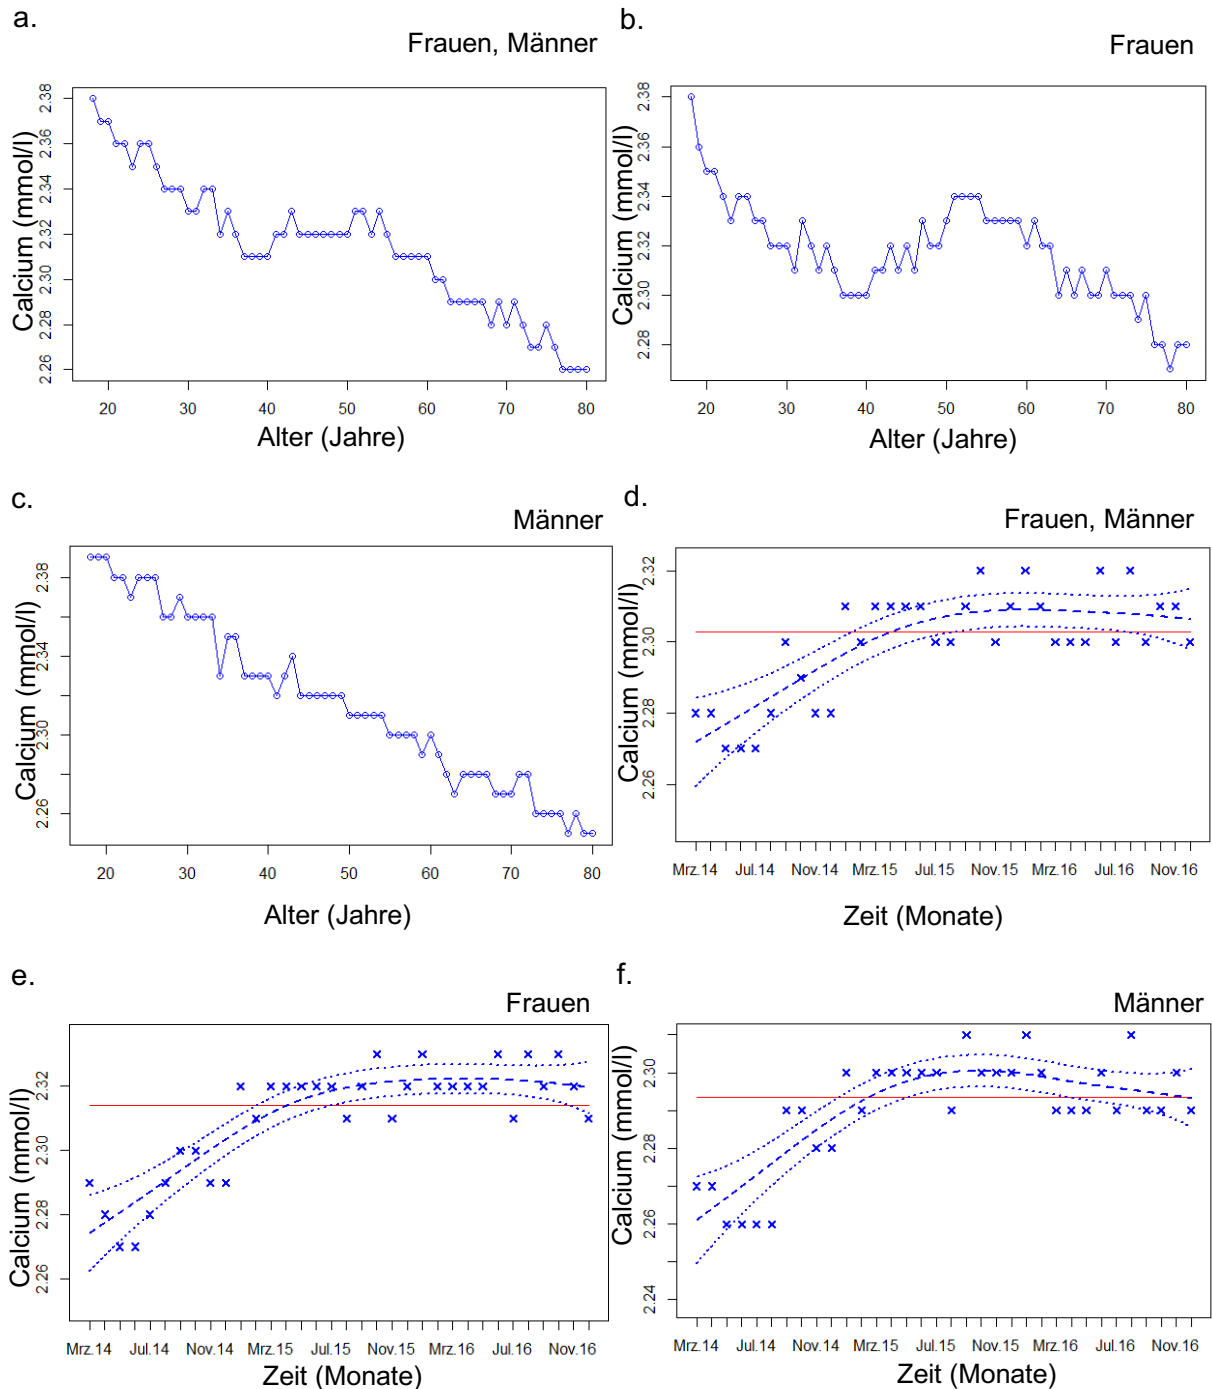 a.
Frauen, Männer
Calcium (mmol/l)
2.38
2.36
2.34
2.32
2.30
2.28
2.26
20 30 40 50 60 70 80
Alter (Jahre)
b.
Frauen
Calcium (mmol/l)
2.38
2.36
2.34
2.32
2.30
2.28
20 30 40 50 60 70 80
Alter (Jahre)
c.
Männer
Calcium (mmol/l)
2.38
2.34
2.30
2.26
20 30 40 50 60 70 80
Alter (Jahre)
d.
Frauen, Männer
Calcium (mmol/l)
2.32
2.30
2.28
2.26
Mrz.14 Jul.14 Nov.14 Mrz.15 Jul.15 Nov.15 Mrz.16 Jul.16 Nov.16
Zeit (Monate)
e.
Frauen
Calcium (mmol/l)
2.32
2.30
2.28
2.26
Mrz.14 Jul.14 Nov.14 Mrz.15 Jul.15 Nov.15 Mrz.16 Jul.16 Nov.16
Zeit (Monate)
f.
Männer
Calcium (mmol/l)
2.30
2.28
2.26
2.24
Mrz.14 Jul.14 Nov.14 Mrz.15 Jul.15 Nov.15 Mrz.16 Jul.16 Nov.16
Zeit (Monate)